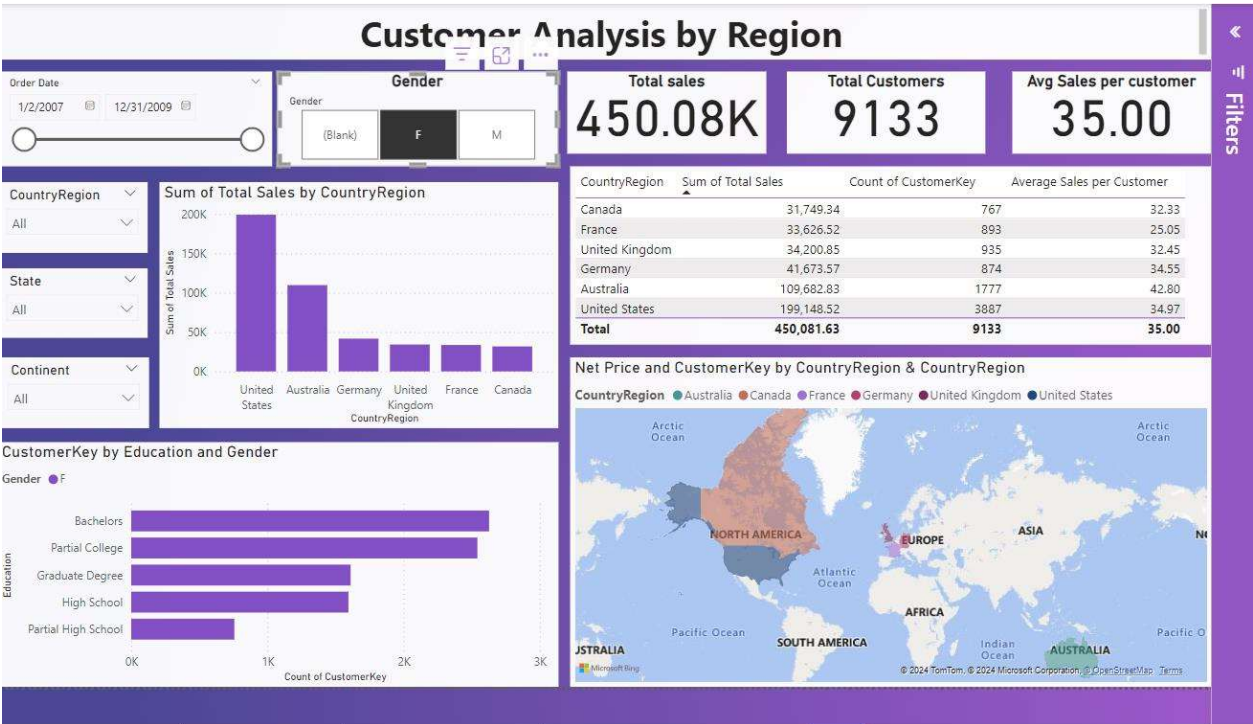 Customer Analysis by Region
Order Date
1/2/2007 12/31/2009
Gender
Gender
(Blank) F M
Total sales
450.08K
Total Customers
9133
Avg Sales per customer
35.00
Filters
CountryRegion
All
State
All
Continent
All
Sum of Total Sales by CountryRegion
Sum of Total Sales
200K
150K
100K
50K
0K
United States Australia Germany United Kingdom France Canada
CountryRegion
CountryRegion Sum of Total Sales Count of CustomerKey Average Sales per Customer
Canada 31,749.34 767 32.33
France 33,626.52 893 25.05
United Kingdom 34,200.85 935 32.45
Germany 41,673.57 874 34.55
Australia 109,682.83 1777 42.80
United States 199,148.52 3887 34.97
Total 450,081.63 9133 35.00
CustomerKey by Education and Gender
Gender F
Education
Bachelors
Partial College
Graduate Degree
High School
Partial High School
0K 1K 2K 3K
Count of CustomerKey
Net Price and CustomerKey by CountryRegion & CountryRegion
CountryRegion Australia Canada France Germany United Kingdom United States
Arctic Ocean
Arctic Ocean
NORTH AMERICA
EUROPE
ASIA
NO
Atlantic Ocean
AFRICA
Pacific Ocean
SOUTH AMERICA
Indian Ocean
Pacific O
USTRALIA
AUSTRALIA
Microsoft Bing
© 2024 TomTom, © 2024 Microsoft Corporation, © OpenStreetMap Terms